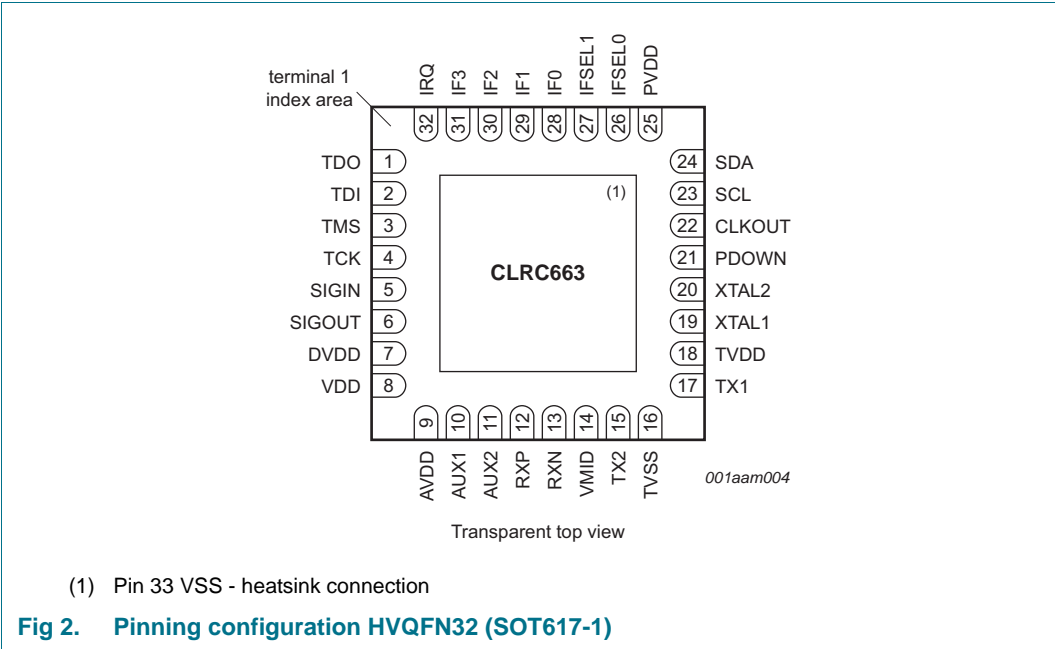 terminal 1
index area
IRQ
IF3
IF2
IF1
IF0
IFSEL1
IFSEL0
PVDD
32
31
30
29
28
27
26
25
TDO 1
TDI 2
TMS 3
TCK 4
SIGIN 5
SIGOUT 6
DVDD 7
VDD 8
(1)
CLRC663
24 SDA
23 SCL
22 CLKOUT
21 PDOWN
20 XTAL2
19 XTAL1
18 TVDD
17 TX1
9
10
11
12
13
14
15
16
AVDD
AUX1
AUX2
RXP
RXN
VMID
TX2
TVSS
001aam004
Transparent top view
(1) Pin 33 VSS - heatsink connection
Fig 2. Pinning configuration HVQFN32 (SOT617-1)